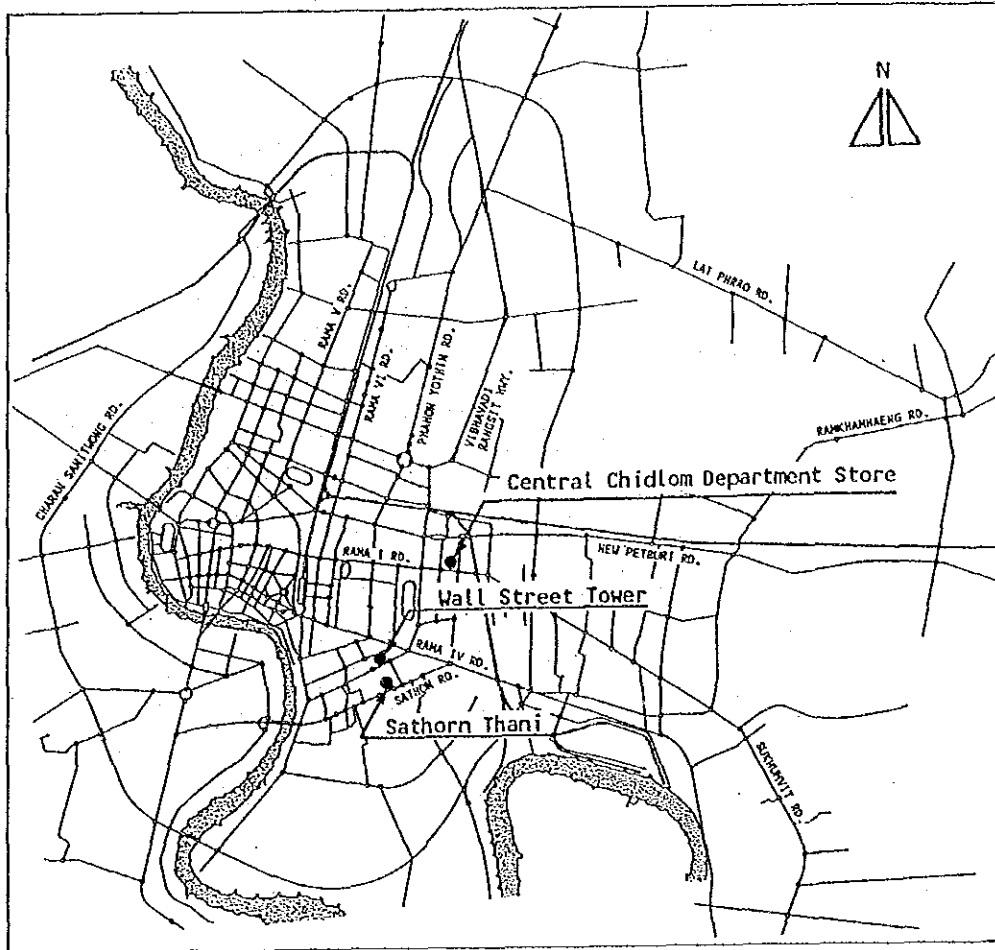 N
LAT PHRAO RD.
RAMA V RD.
RAMA VI RD.
PHAHON YOTHIN RD.
VIBHAVADI
RANGSIT HWY.
CHARAN SANITWONG RD.
RAMKHAMHAENG RD.
Central Chidlom Department Store
RAMA I RD.
NEW PETBURI RD.
Wall Street Tower
RAMA IV RD.
SATHON RD.
Sathorn Thani
SUKHUMVIT RD.